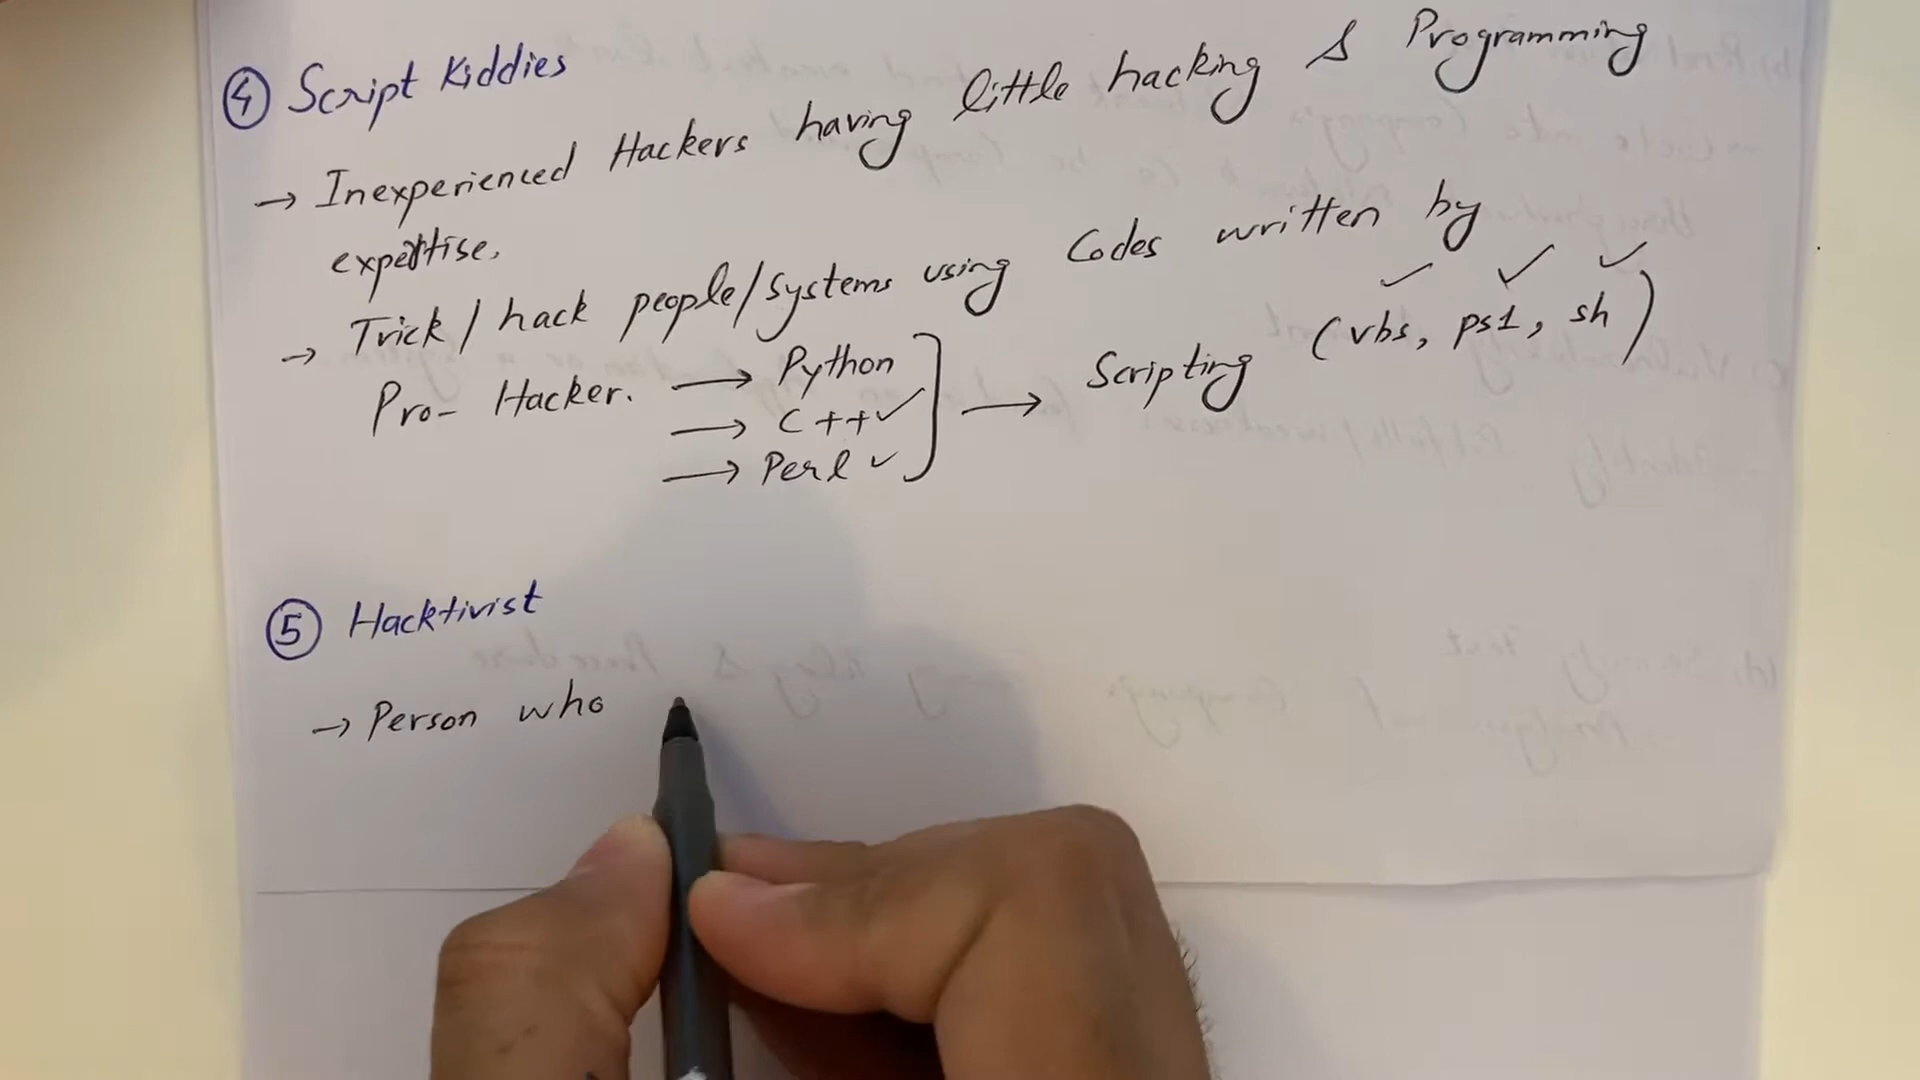 ④ Script Kiddies
→ Inexperienced Hackers having little hacking & Programming
expertise.
→ Trick / hack people/systems using Codes written by
Pro- Hacker. → Python
→ C++ ✓
→ Perl ✓
→ Scripting (vbs, ps1, sh)
⑤ Hacktivist
→ Person who